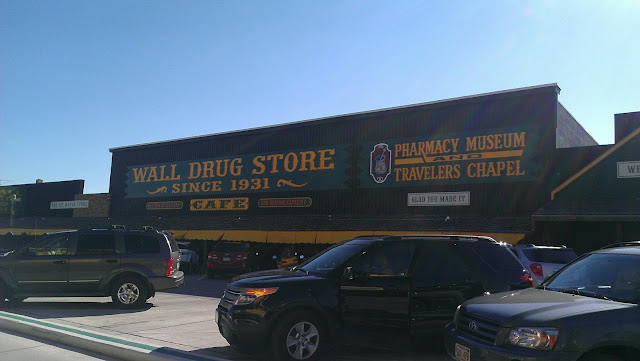 WALL DRUG STORE
SINCE 1931
CAFE
PHARMACY MUSEUM
AND
TRAVELERS CHAPEL
GLAD YOU MADE IT